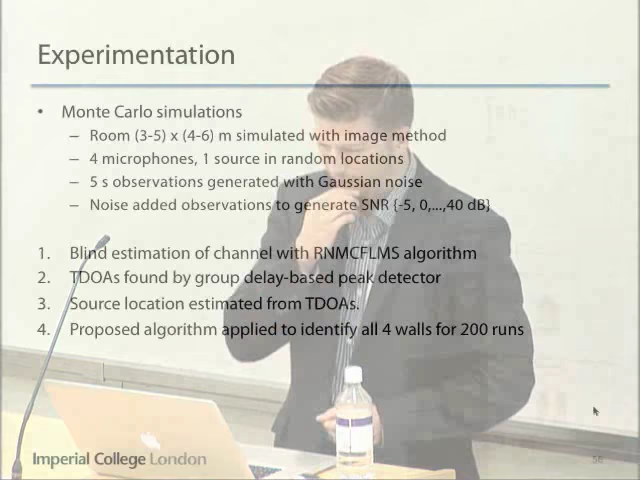 Experimentation
• Monte Carlo simulations
– Room (3-5) x (4-6) m simulated with image method
– 4 microphones, 1 source in random locations
– 5 s observations generated with Gaussian noise
– Noise added observations to generate SNR {-5, 0,...,40 dB}
1. Blind estimation of channel with RNMCFLMS algorithm
2. TDOAs found by group delay-based peak detector
3. Source location estimated from TDOAs.
4. Proposed algorithm applied to identify all 4 walls for 200 runs
Imperial College London